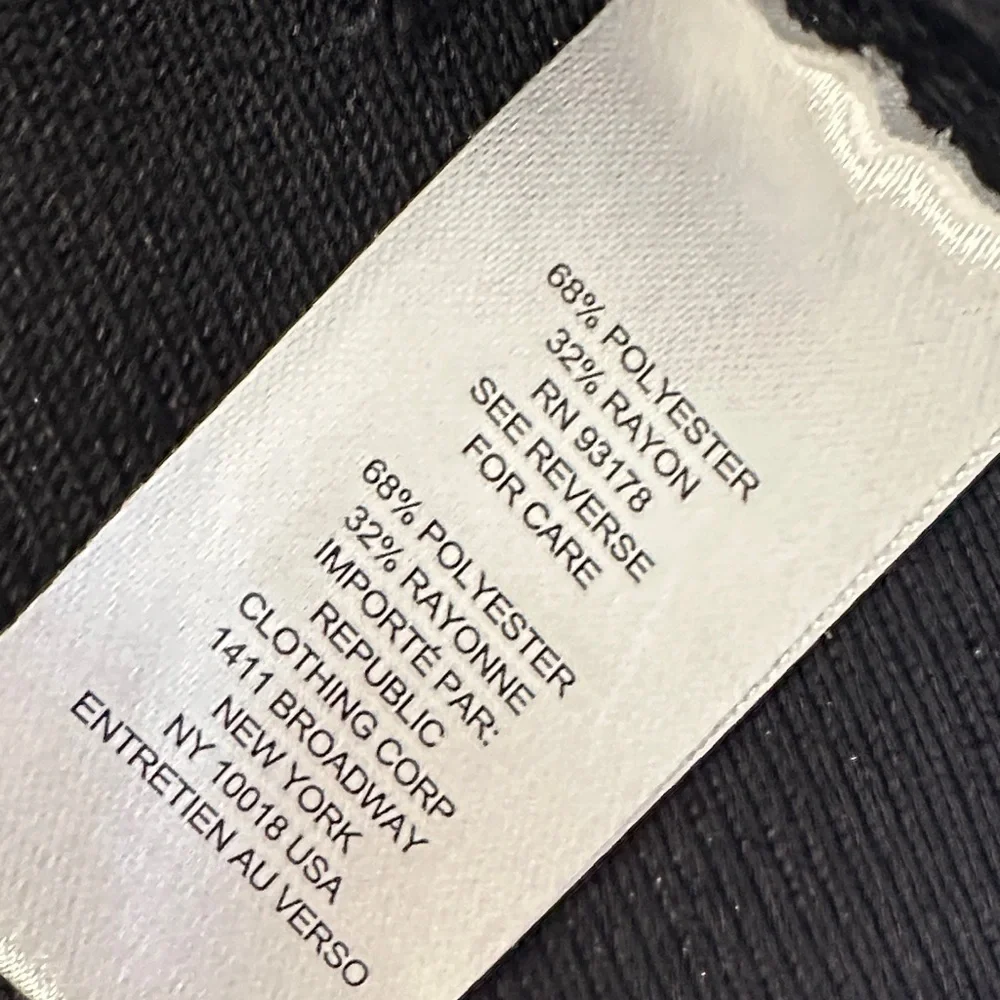 68% POLYESTER
32% RAYON
RN 93178
SEE REVERSE
FOR CARE
68% POLYESTER
32% RAYONNE
IMPORTÉ PAR:
REPUBLIC
CLOTHING CORP
1411 BROADWAY
NEW YORK
NY 10018 USA
ENTRETIEN AU VERSO